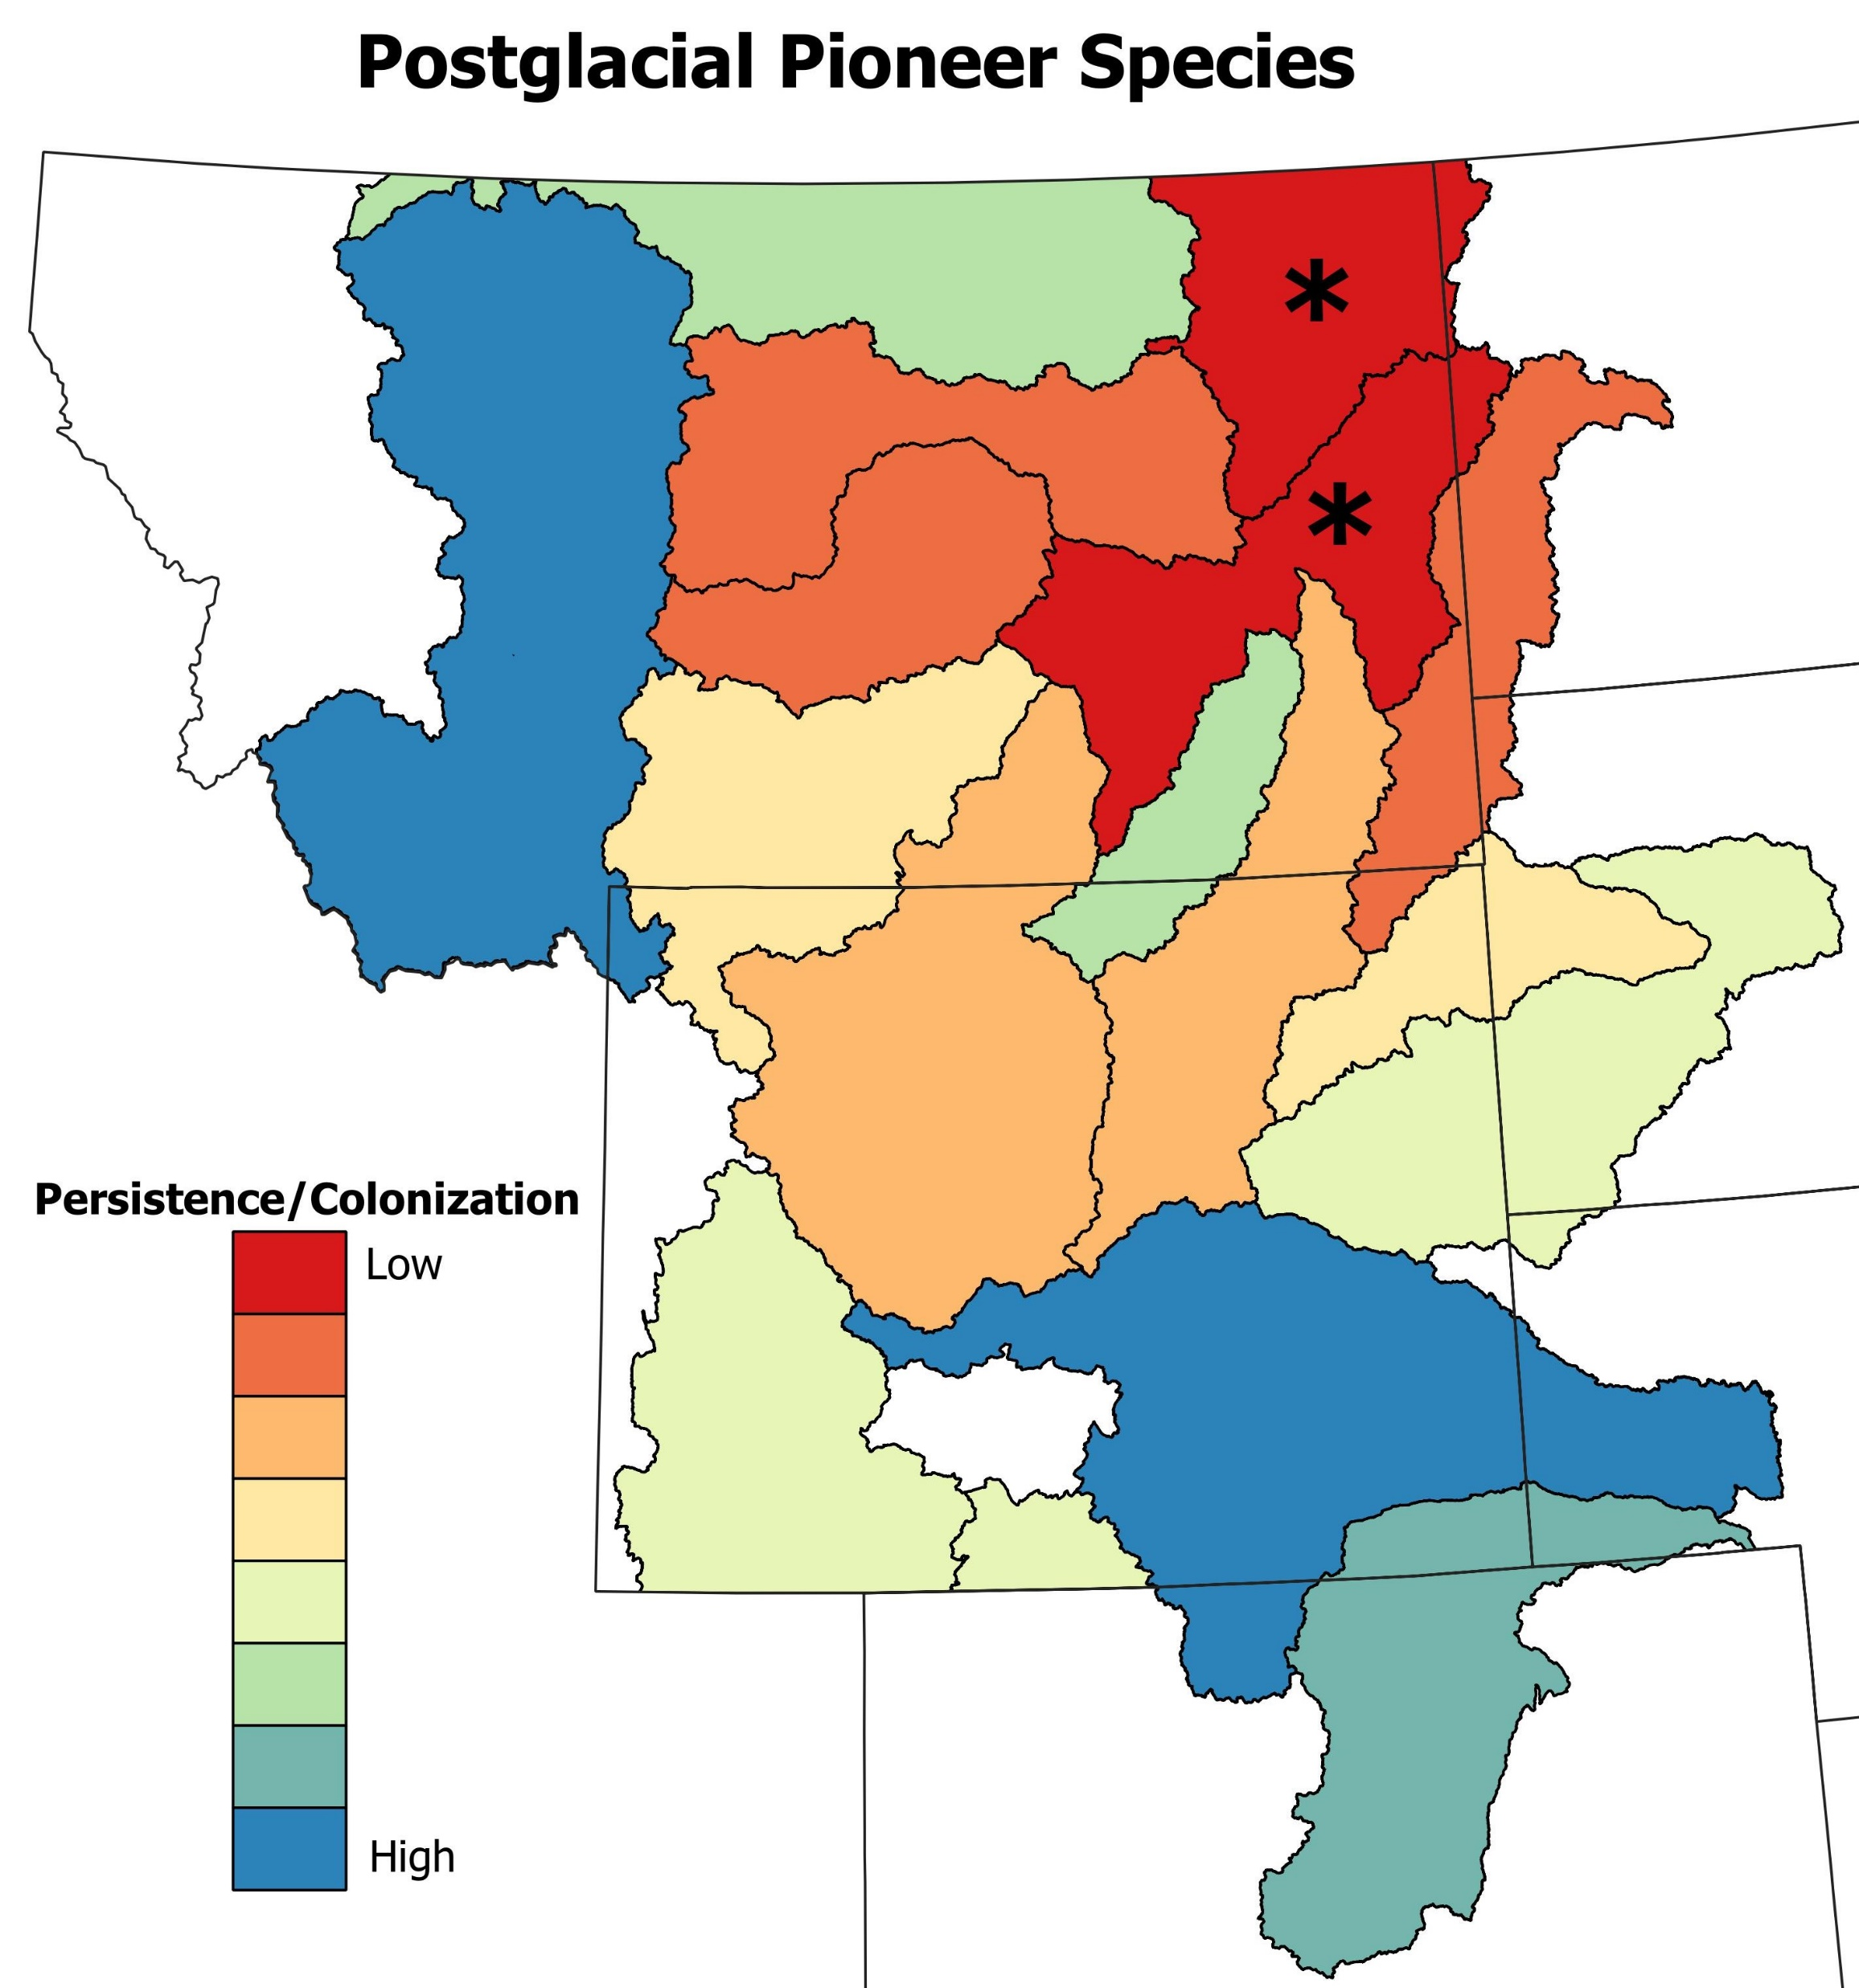 Postglacial Pioneer Species
*
*
Persistence/Colonization
Low
High